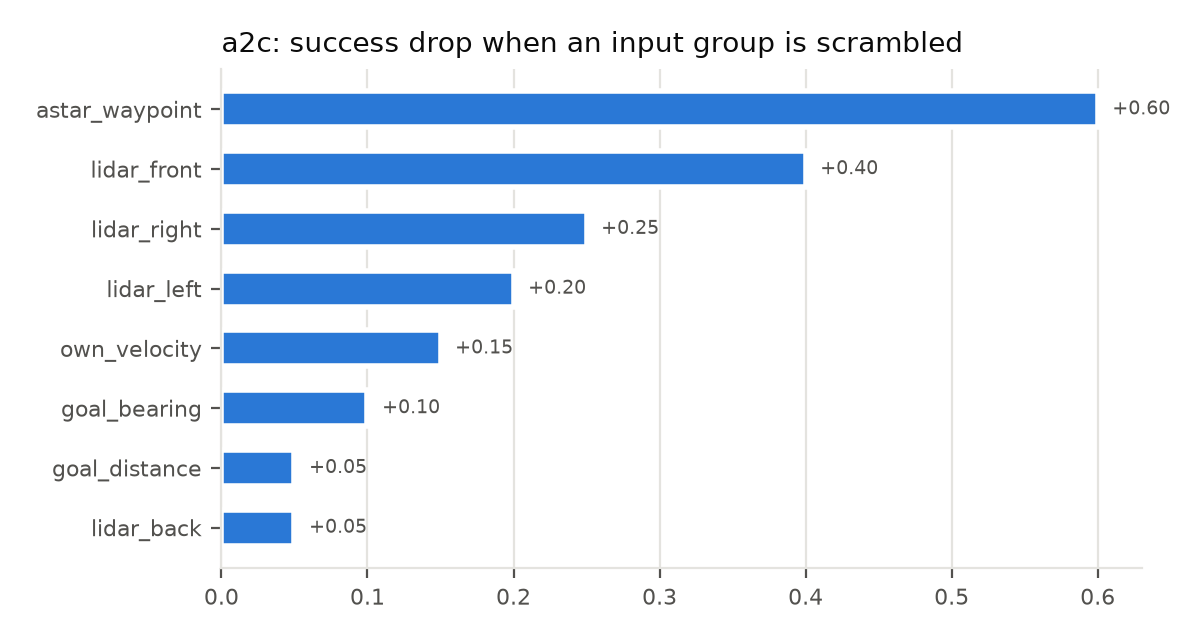 a2c: success drop when an input group is scrambled
astar_waypoint +0.60
lidar_front +0.40
lidar_right +0.25
lidar_left +0.20
own_velocity +0.15
goal_bearing +0.10
goal_distance +0.05
lidar_back +0.05
0.0 0.1 0.2 0.3 0.4 0.5 0.6